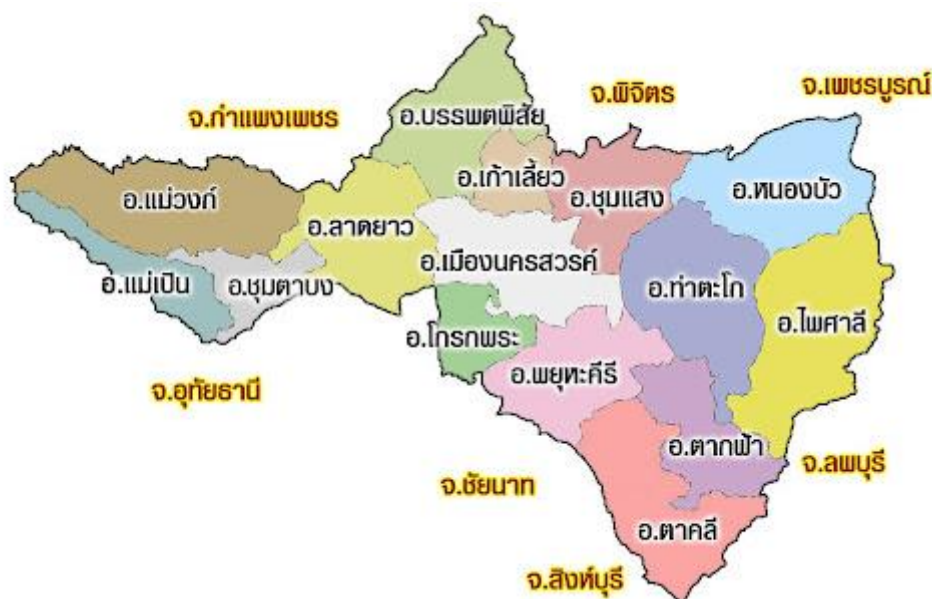 จ.เพชรบูรณ์
จ.พิจิตร
จ.กำแพงเพชร
อ.บรรพตพิสัย
อ.เก้าเลี้ยว
อ.หนองบัว
อ.แม่วงก์
อ.ชุมแสง
อ.ลาดยาว
อ.เมืองนครสวรค์
อ.แม่เปิน
อ.ชุมตาบง
อ.ท่าตะโก
อ.ไพศาลี
อ.โกรกพระ
อ.พยุหะคีรี
จ.อุทัยธานี
อ.ตากฟ้า
จ.ลพบุรี
จ.ชัยนาท
อ.ตาคลี
จ.สิงห์บุรี